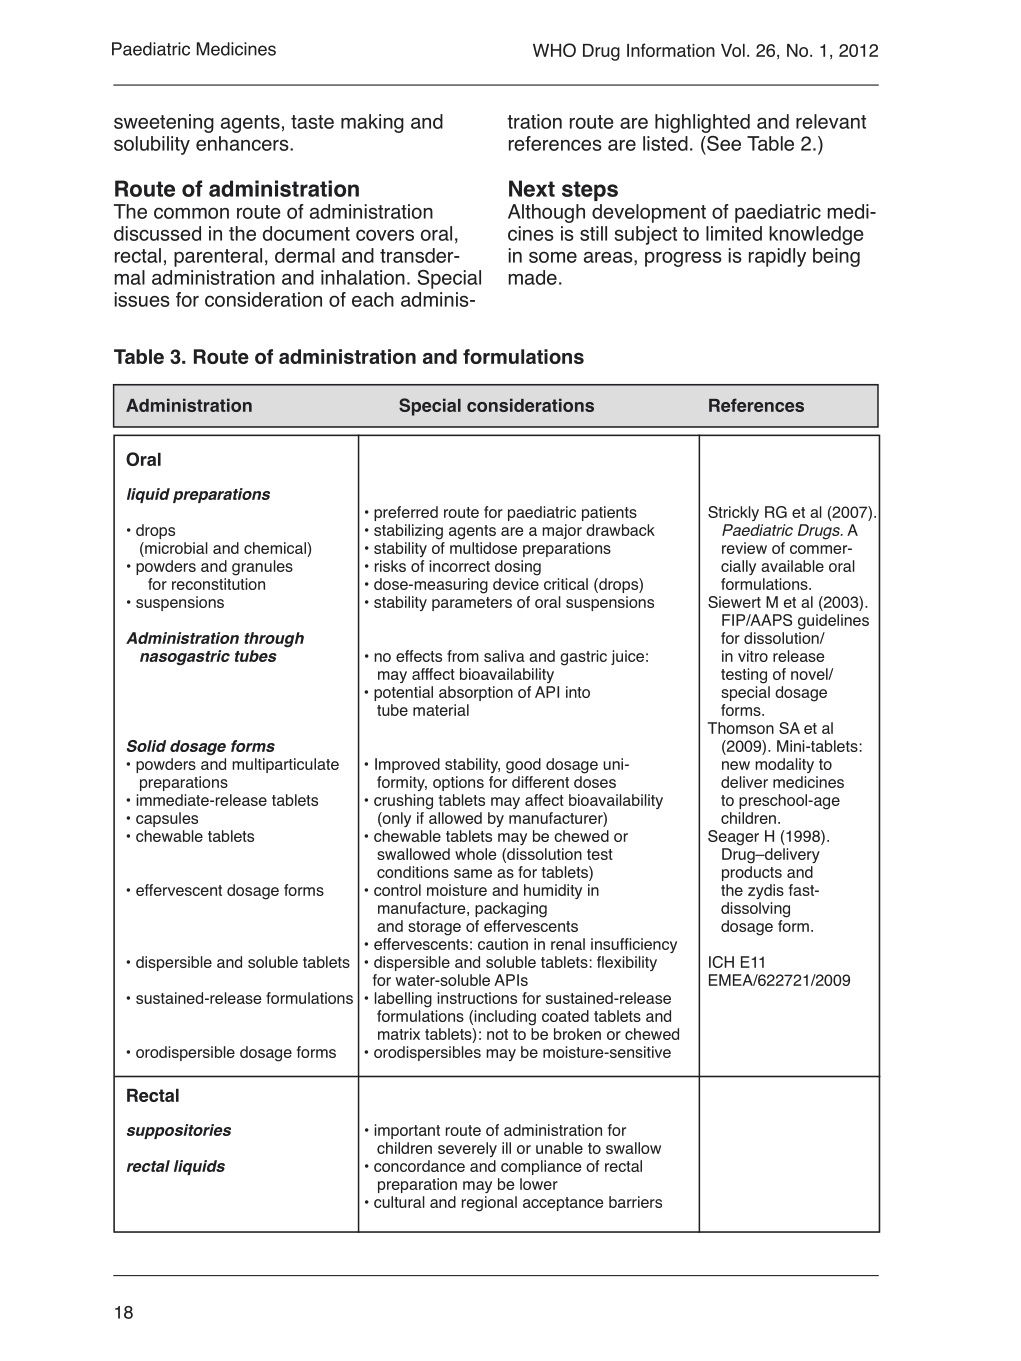 Paediatric Medicines
WHO Drug Information Vol. 26, No. 1, 2012
sweetening agents, taste making and
solubility enhancers.
Route of administration
The common route of administration
discussed in the document covers oral,
rectal, parenteral, dermal and transder-
mal administration and inhalation. Special
issues for consideration of each adminis-
tration route are highlighted and relevant
references are listed. (See Table 2.)
Next steps
Although development of paediatric medi-
cines is still subject to limited knowledge
in some areas, progress is rapidly being
made.
Table 3. Route of administration and formulations
Administration
Special considerations
References
Oral
liquid preparations
• drops
(microbial and chemical)
• powders and granules
for reconstitution
• suspensions
Administration through
nasogastric tubes
Solid dosage forms
• powders and multiparticulate
preparations
• immediate-release tablets
• capsules
• chewable tablets
• effervescent dosage forms
• dispersible and soluble tablets
• sustained-release formulations
• orodispersible dosage forms
• preferred route for paediatric patients
• stabilizing agents are a major drawback
• stability of multidose preparations
• risks of incorrect dosing
• dose-measuring device critical (drops)
• stability parameters of oral suspensions
• no effects from saliva and gastric juice:
may afffect bioavailability
• potential absorption of API into
tube material
• Improved stability, good dosage uni-
formity, options for different doses
• crushing tablets may affect bioavailability
(only if allowed by manufacturer)
• chewable tablets may be chewed or
swallowed whole (dissolution test
conditions same as for tablets)
• control moisture and humidity in
manufacture, packaging
and storage of effervescents
• effervescents: caution in renal insufficiency
• dispersible and soluble tablets: flexibility
for water-soluble APIs
• labelling instructions for sustained-release
formulations (including coated tablets and
matrix tablets): not to be broken or chewed
• orodispersibles may be moisture-sensitive
Strickly RG et al (2007).
Paediatric Drugs. A
review of commer-
cially available oral
formulations.
Siewert M et al (2003).
FIP/AAPS guidelines
for dissolution/
in vitro release
testing of novel/
special dosage
forms.
Thomson SA et al
(2009). Mini-tablets:
new modality to
deliver medicines
to preschool-age
children.
Seager H (1998).
Drug–delivery
products and
the zydis fast-
dissolving
dosage form.
ICH E11
EMEA/622721/2009
Rectal
suppositories
rectal liquids
• important route of administration for
children severely ill or unable to swallow
• concordance and compliance of rectal
preparation may be lower
• cultural and regional acceptance barriers
18